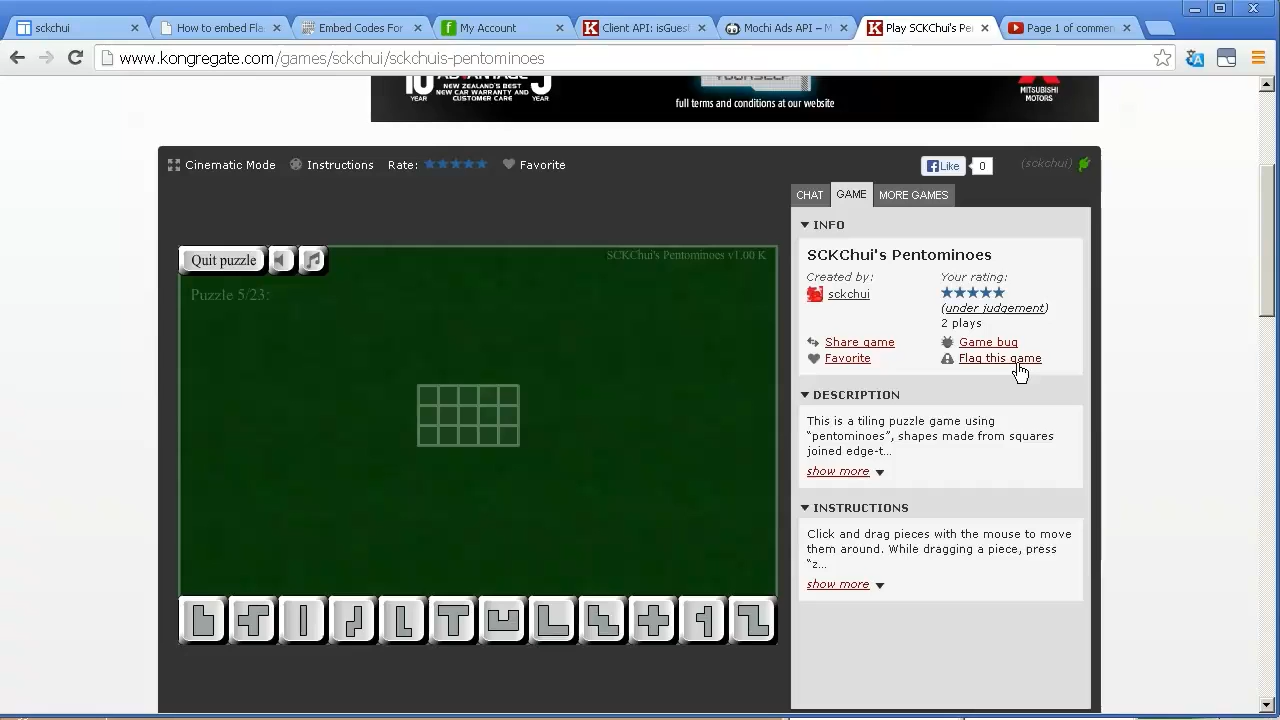 sckchui
How to embed Fla
Embed Codes For
My Account
Client API: isGuest
Mochi Ads API – M
Play SCKChui's Pe
Page 1 of commen
www.kongregate.com/games/sckchui/sckchuis-pentominoes
10 YEAR
ADVANTAGE
NEW ZEALAND'S BEST
NEW CAR WARRANTY AND
CUSTOMER CARE
YEAR
YOURSELF
full terms and conditions at our website
MITSUBISHI
MOTORS
Cinematic Mode
Instructions
Rate:
Favorite
Like
0
(sckchui)
CHAT
GAME
MORE GAMES
INFO
SCKChui's Pentominoes
Created by:
sckchui
Your rating:
(under judgement)
2 plays
Share game
Game bug
Favorite
Flag this game
DESCRIPTION
This is a tiling puzzle game using
"pentominoes", shapes made from squares
joined edge-t...
show more
INSTRUCTIONS
Click and drag pieces with the mouse to move
them around. While dragging a piece, press
"z...
show more
Quit puzzle
SCKChui's Pentominoes v1.00 K
Puzzle 5/23: